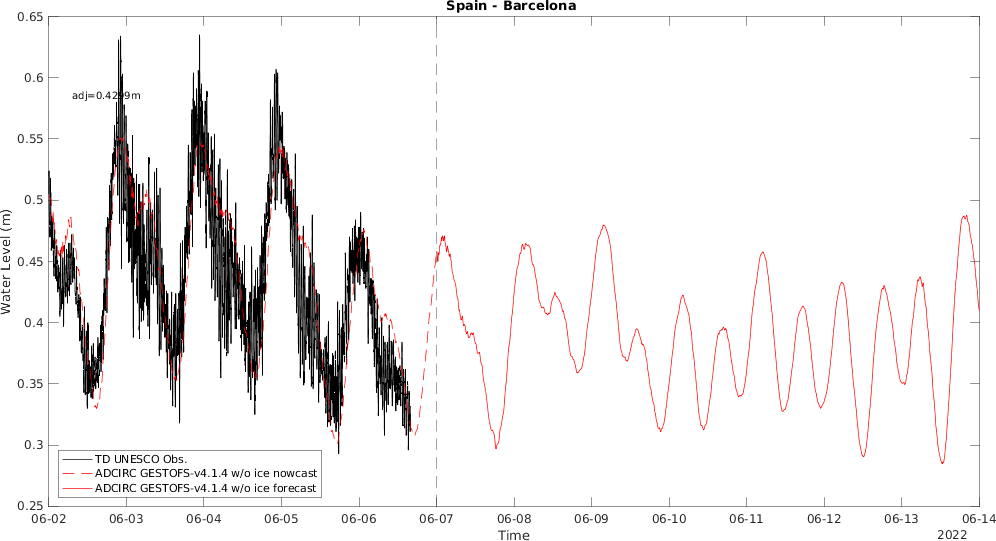 Spain - Barcelona
0.65
0.6
0.55
0.5
0.45
0.4
0.35
0.3
0.25
Water Level (m)
adj=0.4299m
TD UNESCO Obs.
ADCIRC GESTOFS-v4.1.4 w/o ice nowcast
ADCIRC GESTOFS-v4.1.4 w/o ice forecast
06-02 06-03 06-04 06-05 06-06 06-07 06-08 06-09 06-10 06-11 06-12 06-13 06-14
Time
2022